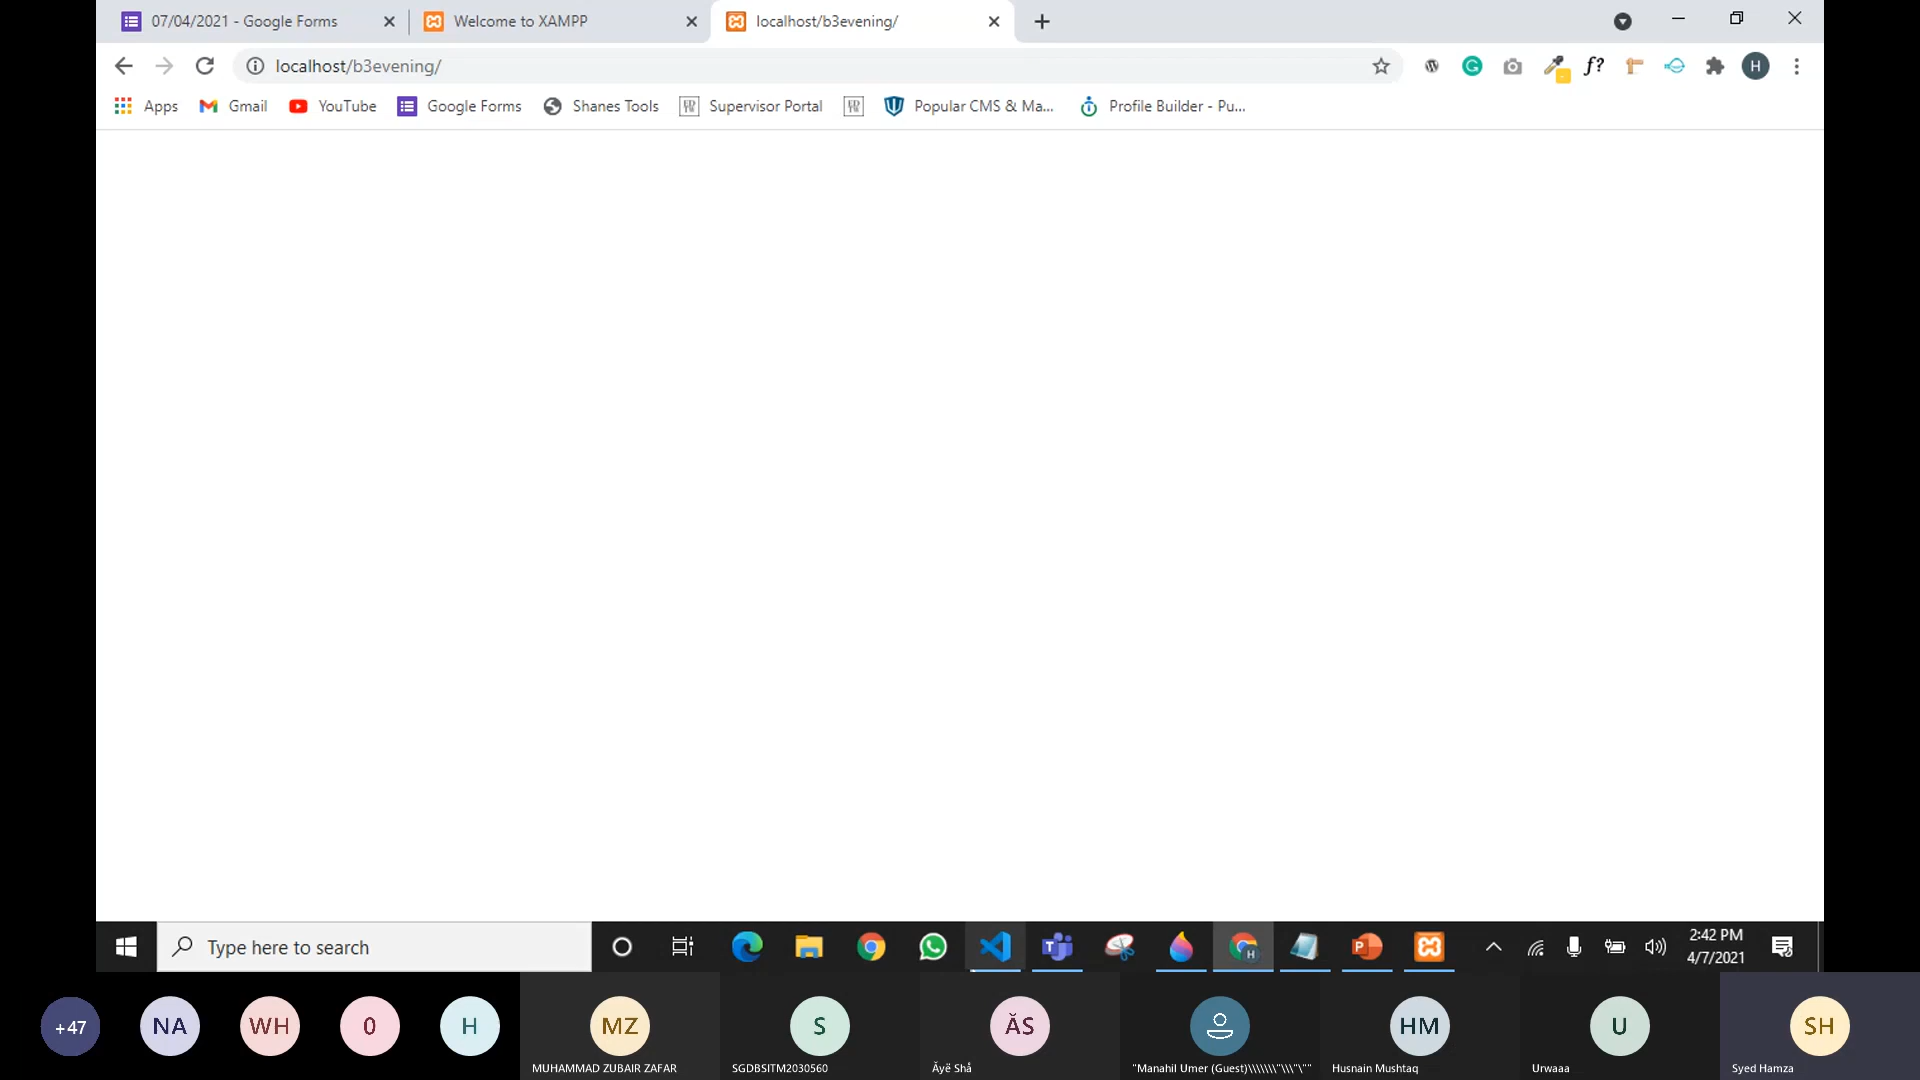 07/04/2021 - Google Forms
Welcome to XAMPP
localhost/b3evening/
localhost/b3evening/
f?
H
Apps
Gmail
YouTube
Google Forms
Shanes Tools
Supervisor Portal
Popular CMS & Ma...
Profile Builder - Pu...
Type here to search
2:42 PM
4/7/2021
+47
NA
WH
0
H
MZ
S
ĂS
HM
U
SH
MUHAMMAD ZUBAIR ZAFAR
SGDBSITM2030560
Ăyë Shå
"Manahil Umer (Guest)\\\\\\\"\\\"\""
Husnain Mushtaq
Urwaaa
Syed Hamza